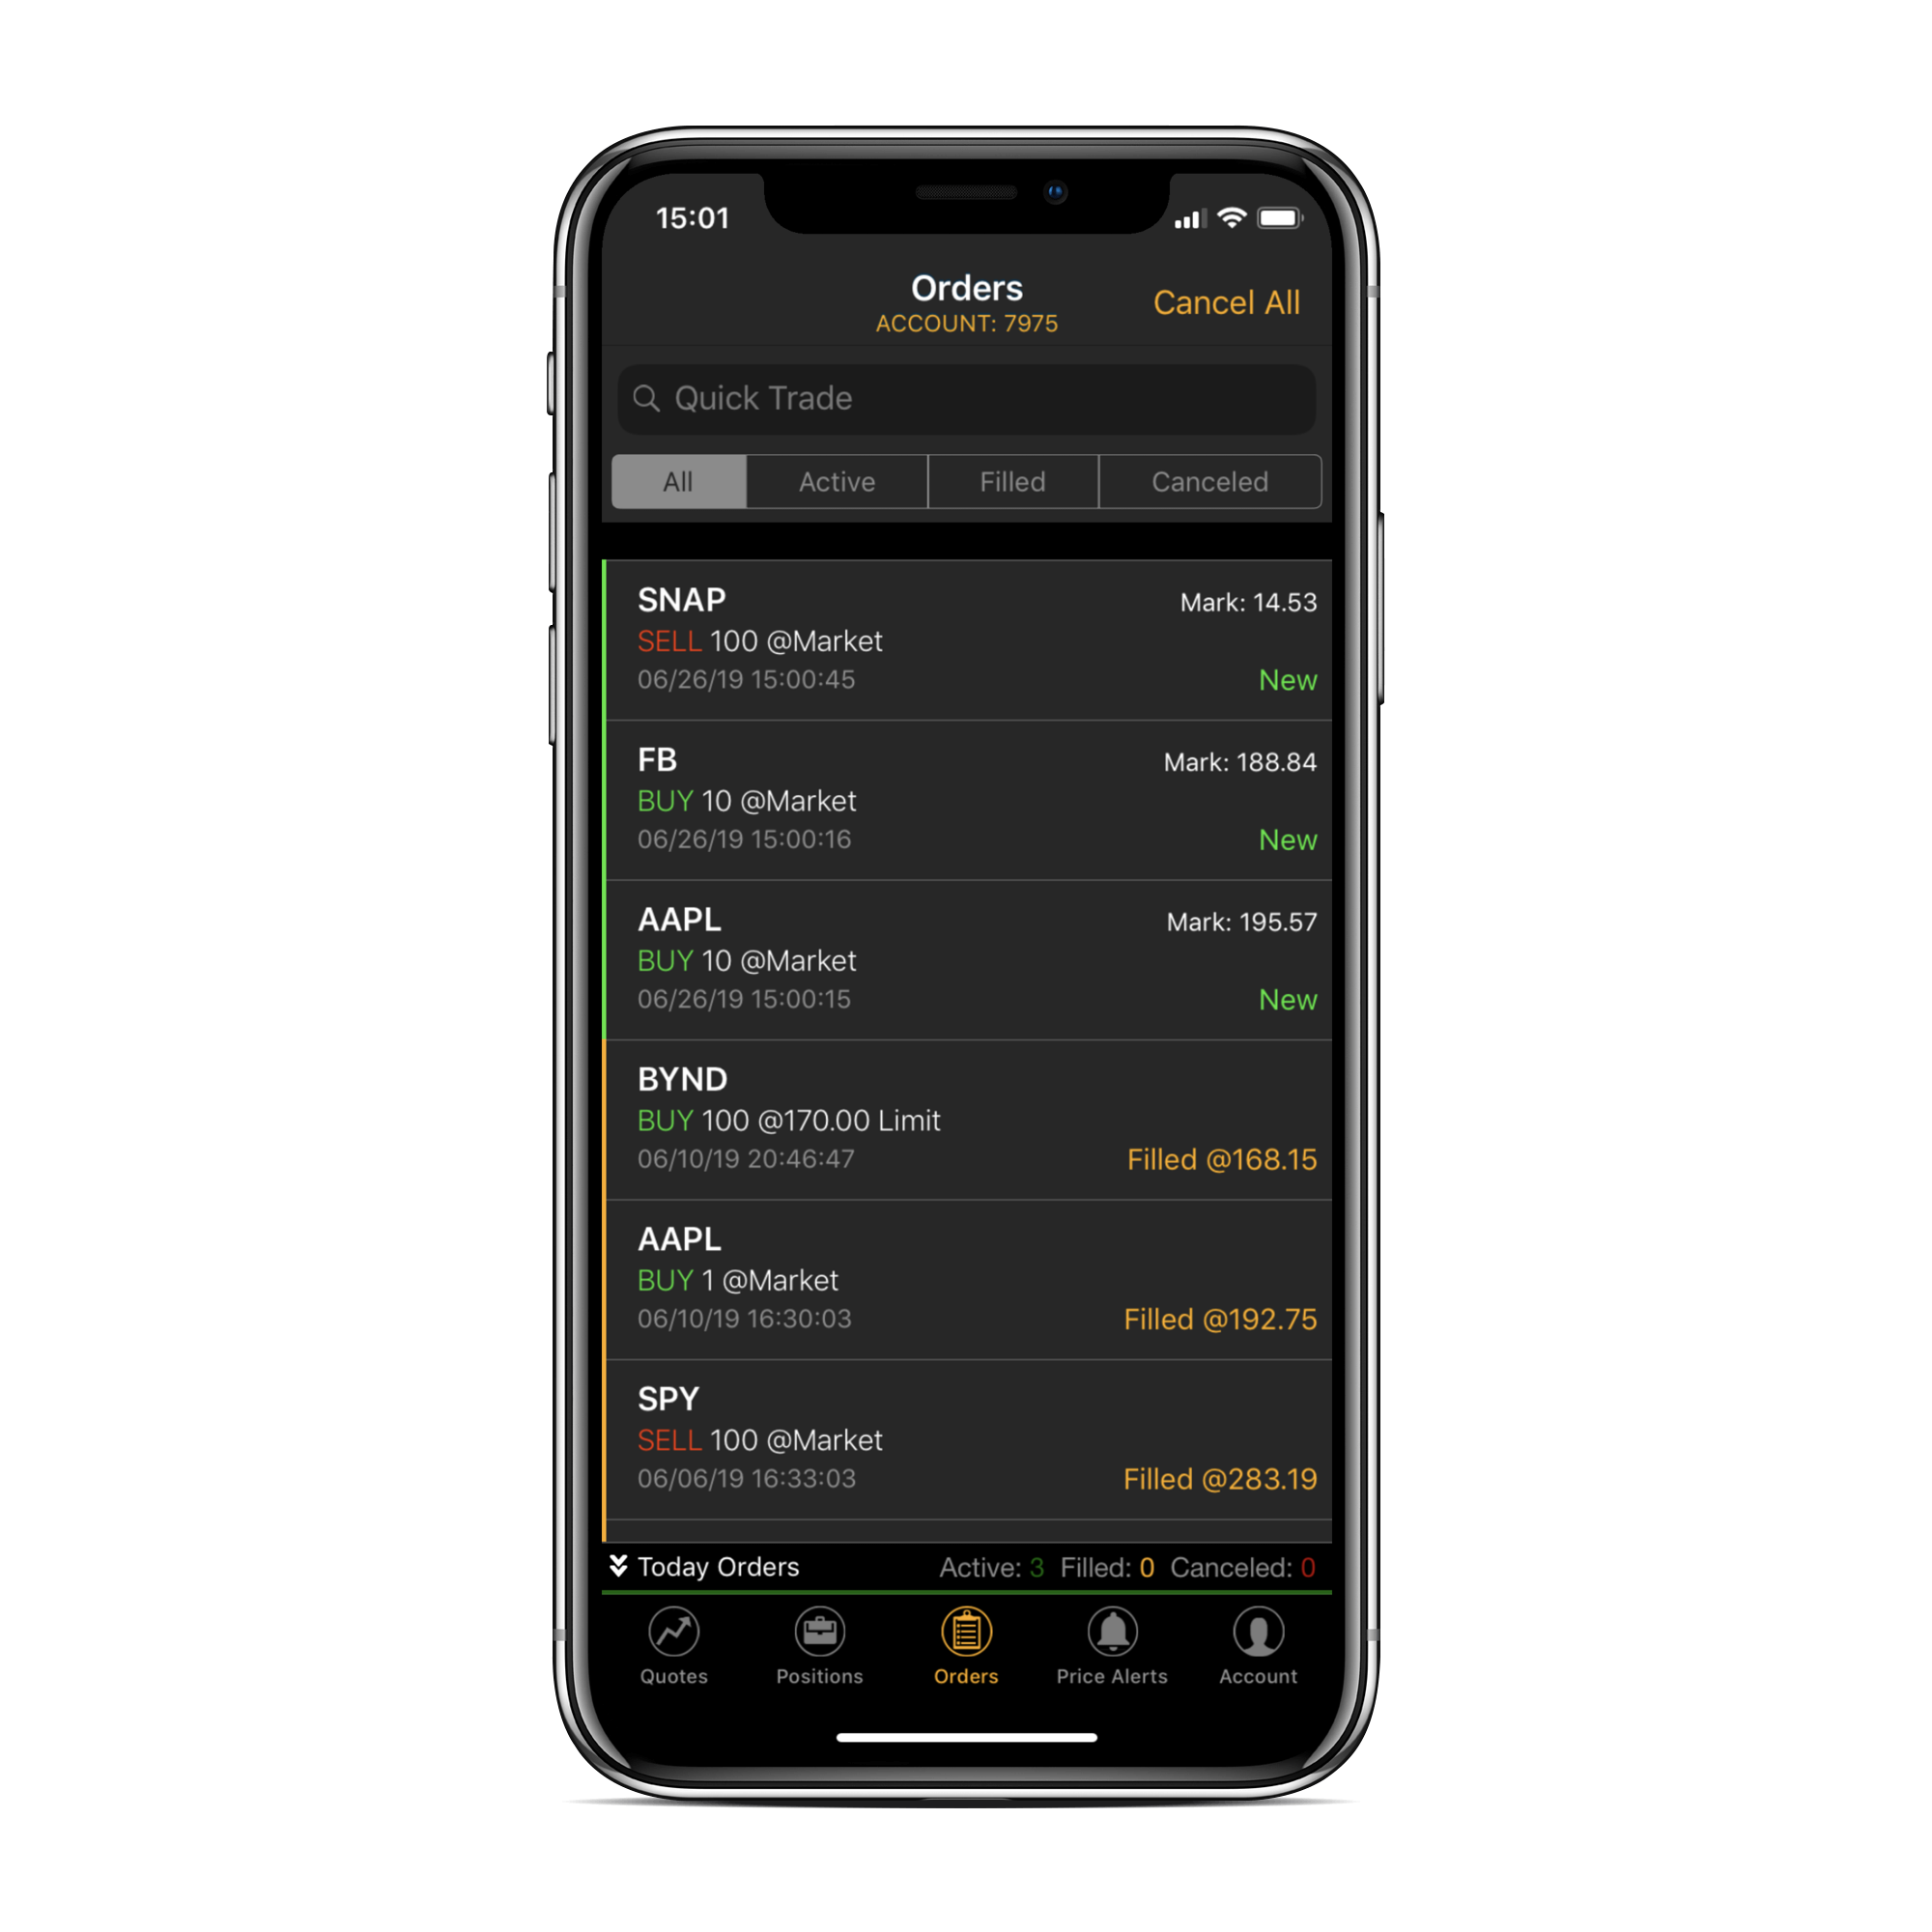 15:01
Orders
ACCOUNT: 7975
Cancel All
Quick Trade
All Active Filled Canceled
SNAP Mark: 14.53
SELL 100 @Market
06/26/19 15:00:45 New
FB Mark: 188.84
BUY 10 @Market
06/26/19 15:00:16 New
AAPL Mark: 195.57
BUY 10 @Market
06/26/19 15:00:15 New
BYND
BUY 100 @170.00 Limit
06/10/19 20:46:47 Filled @168.15
AAPL
BUY 1 @Market
06/10/19 16:30:03 Filled @192.75
SPY
SELL 100 @Market
06/06/19 16:33:03 Filled @283.19
Today Orders Active: 3 Filled: 0 Canceled: 0
Quotes Positions Orders Price Alerts Account